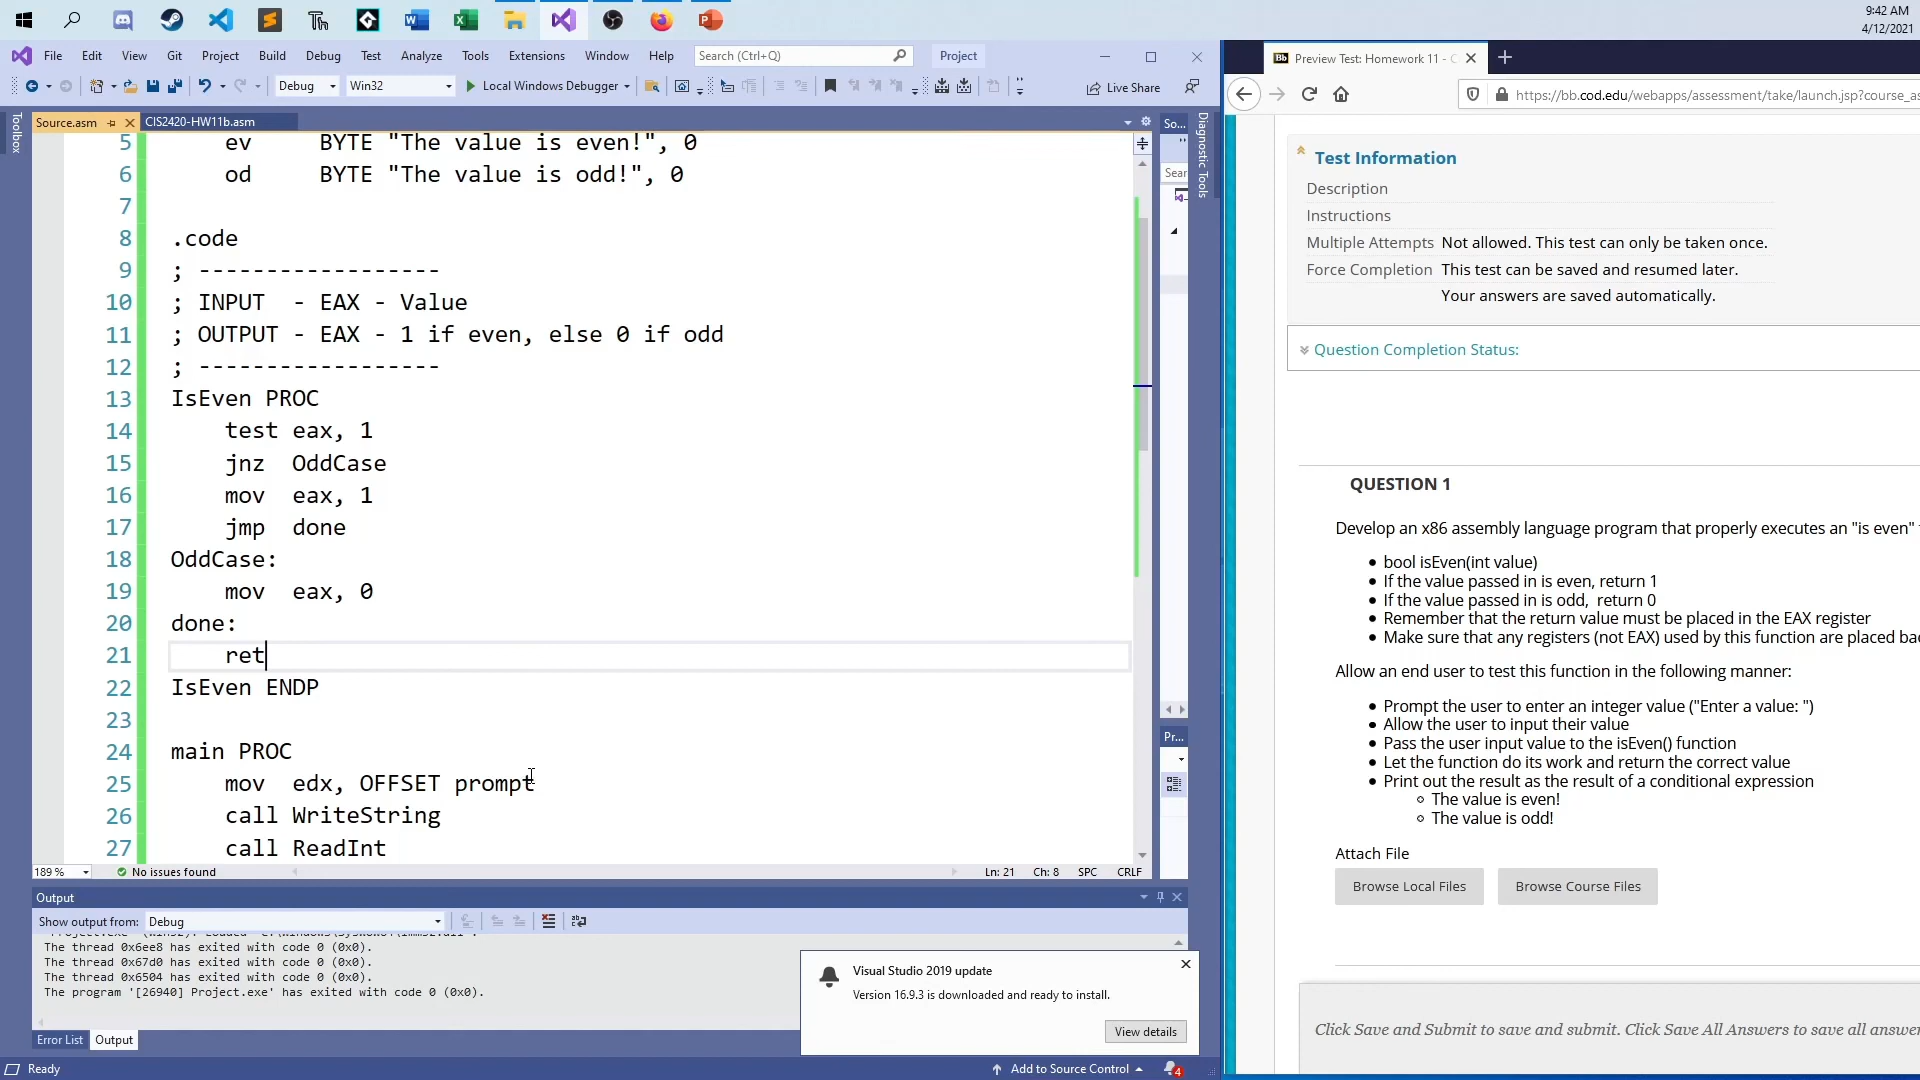 9:42 AM
4/12/2021
File Edit View Git Project Build Debug Test Analyze Tools Extensions Window Help Search (Ctrl+Q) Project
Debug Win32 Local Windows Debugger Live Share
Toolbox
Source.asm CIS2420-HW11b.asm
5 ev BYTE "The value is even!", 0
6 od BYTE "The value is odd!", 0
7
8 .code
9 ; ------------------
10 ; INPUT - EAX - Value
11 ; OUTPUT - EAX - 1 if even, else 0 if odd
12 ; ------------------
13 IsEven PROC
14 test eax, 1
15 jnz OddCase
16 mov eax, 1
17 jmp done
18 OddCase:
19 mov eax, 0
20 done:
21 ret
22 IsEven ENDP
23
24 main PROC
25 mov edx, OFFSET prompt
26 call WriteString
27 call ReadInt
189 % No issues found Ln: 21 Ch: 8 SPC CRLF
So...
Sear
Diagnostic Tools
Pr...
Output
Show output from: Debug
The thread 0x6ee8 has exited with code 0 (0x0).
The thread 0x67d0 has exited with code 0 (0x0).
The thread 0x6504 has exited with code 0 (0x0).
The program '[26940] Project.exe' has exited with code 0 (0x0).
Error List Output
Visual Studio 2019 update
Version 16.9.3 is downloaded and ready to install.
View details
Ready Add to Source Control 4
Bb Preview Test: Homework 11 - C
https://bb.cod.edu/webapps/assessment/take/launch.jsp?course_as
Test Information
Description
Instructions
Multiple Attempts Not allowed. This test can only be taken once.
Force Completion This test can be saved and resumed later.
Your answers are saved automatically.
Question Completion Status:
QUESTION 1
Develop an x86 assembly language program that properly executes an "is even"
bool isEven(int value)
If the value passed in is even, return 1
If the value passed in is odd, return 0
Remember that the return value must be placed in the EAX register
Make sure that any registers (not EAX) used by this function are placed bac
Allow an end user to test this function in the following manner:
Prompt the user to enter an integer value ("Enter a value: ")
Allow the user to input their value
Pass the user input value to the isEven() function
Let the function do its work and return the correct value
Print out the result as the result of a conditional expression
The value is even!
The value is odd!
Attach File
Browse Local Files Browse Course Files
Click Save and Submit to save and submit. Click Save All Answers to save all answer